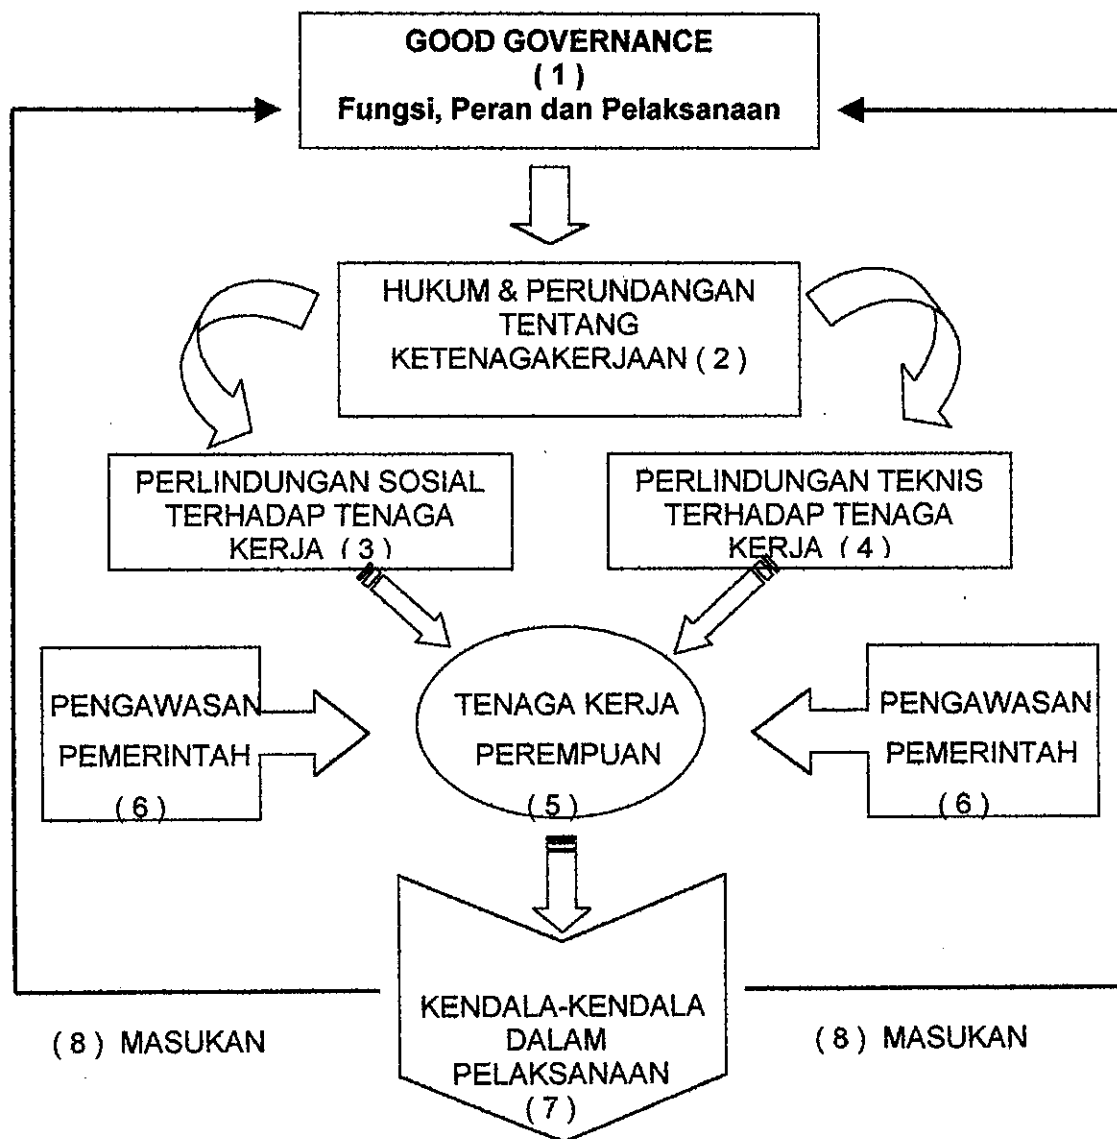 GOOD GOVERNANCE
( 1 )
Fungsi, Peran dan Pelaksanaan
HUKUM & PERUNDANGAN
TENTANG
KETENAGAKERJAAN ( 2 )
PERLINDUNGAN SOSIAL
TERHADAP TENAGA
KERJA ( 3 )
PERLINDUNGAN TEKNIS
TERHADAP TENAGA
KERJA ( 4 )
PENGAWASAN
PEMERINTAH
( 6 )
TENAGA KERJA
PEREMPUAN
( 5 )
PENGAWASAN
PEMERINTAH
( 6 )
KENDALA-KENDALA
DALAM
PELAKSANAAN
( 7 )
( 8 ) MASUKAN
( 8 ) MASUKAN